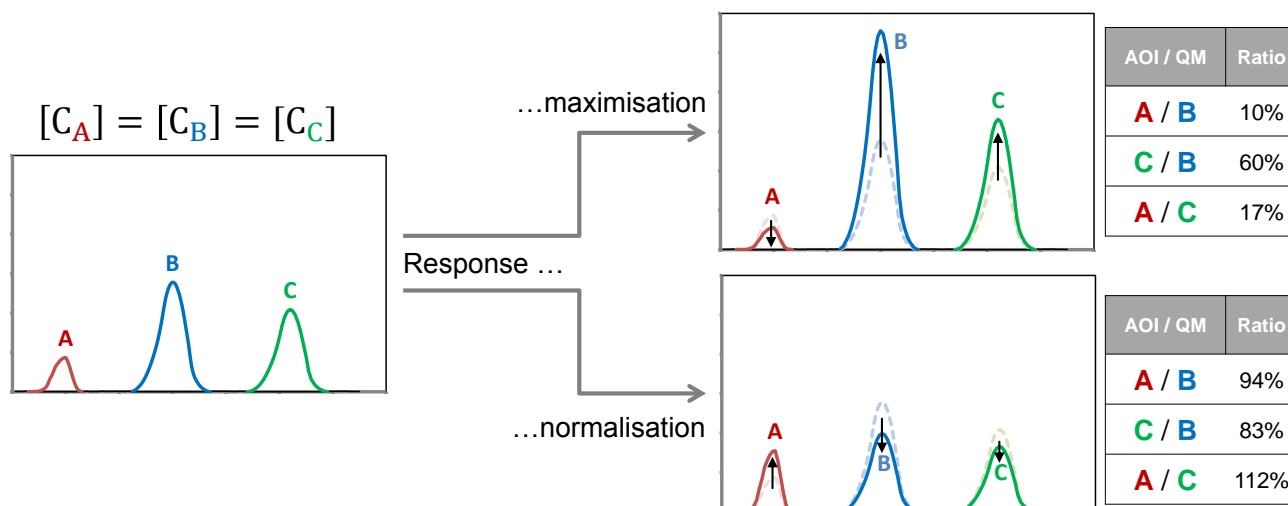 [C_A] = [C_B] = [C_C]
A
B
C
Response ...
...maximisation
A
B
C
AOI / QM Ratio
A / B 10%
C / B 60%
A / C 17%
...normalisation
A
B
C
AOI / QM Ratio
A / B 94%
C / B 83%
A / C 112%